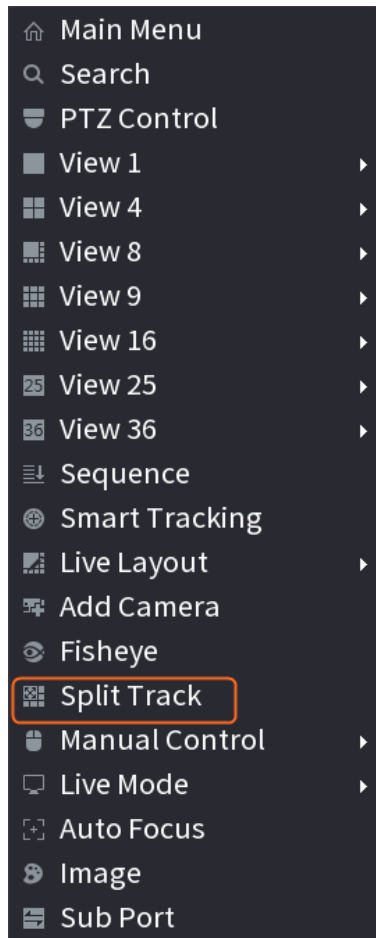 Main Menu
Search
PTZ Control
View 1
View 4
View 8
View 9
View 16
25 View 25
36 View 36
Sequence
Smart Tracking
Live Layout
Add Camera
Fisheye
Split Track
Manual Control
Live Mode
Auto Focus
Image
Sub Port